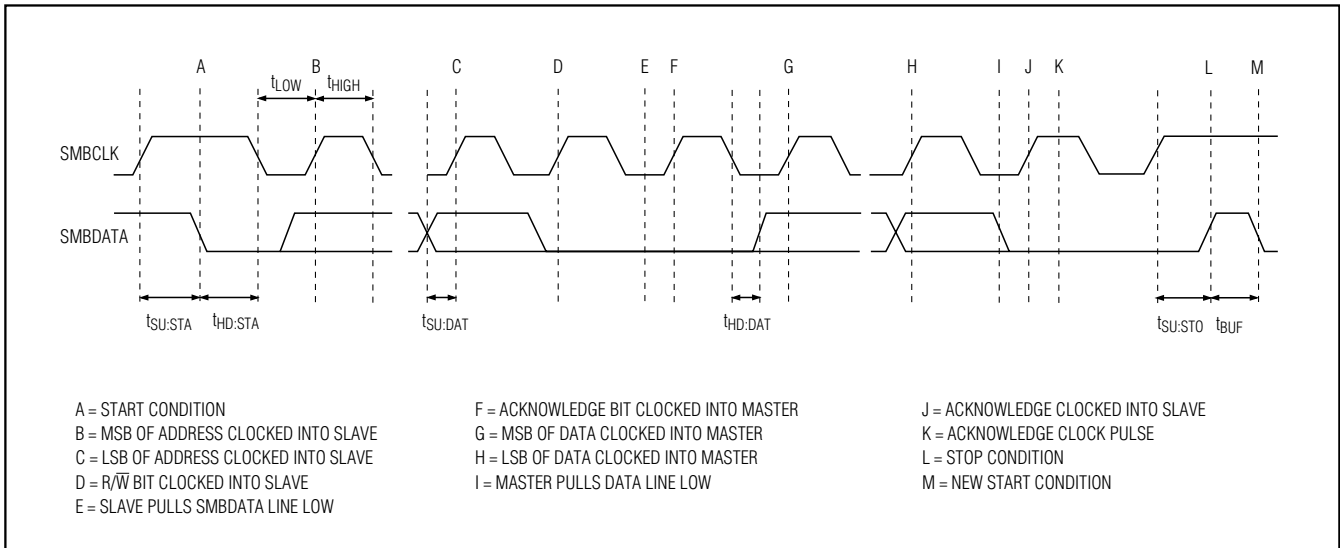 A B C D E F G H I J K L M
tLOW tHIGH
SMBCLK
SMBDATA
tSU:STA tHD:STA tSU:DAT tHD:DAT tSU:STO tBUF
A = START CONDITION
B = MSB OF ADDRESS CLOCKED INTO SLAVE
C = LSB OF ADDRESS CLOCKED INTO SLAVE
D = R/W̅ BIT CLOCKED INTO SLAVE
E = SLAVE PULLS SMBDATA LINE LOW
F = ACKNOWLEDGE BIT CLOCKED INTO MASTER
G = MSB OF DATA CLOCKED INTO MASTER
H = LSB OF DATA CLOCKED INTO MASTER
I = MASTER PULLS DATA LINE LOW
J = ACKNOWLEDGE CLOCKED INTO SLAVE
K = ACKNOWLEDGE CLOCK PULSE
L = STOP CONDITION
M = NEW START CONDITION